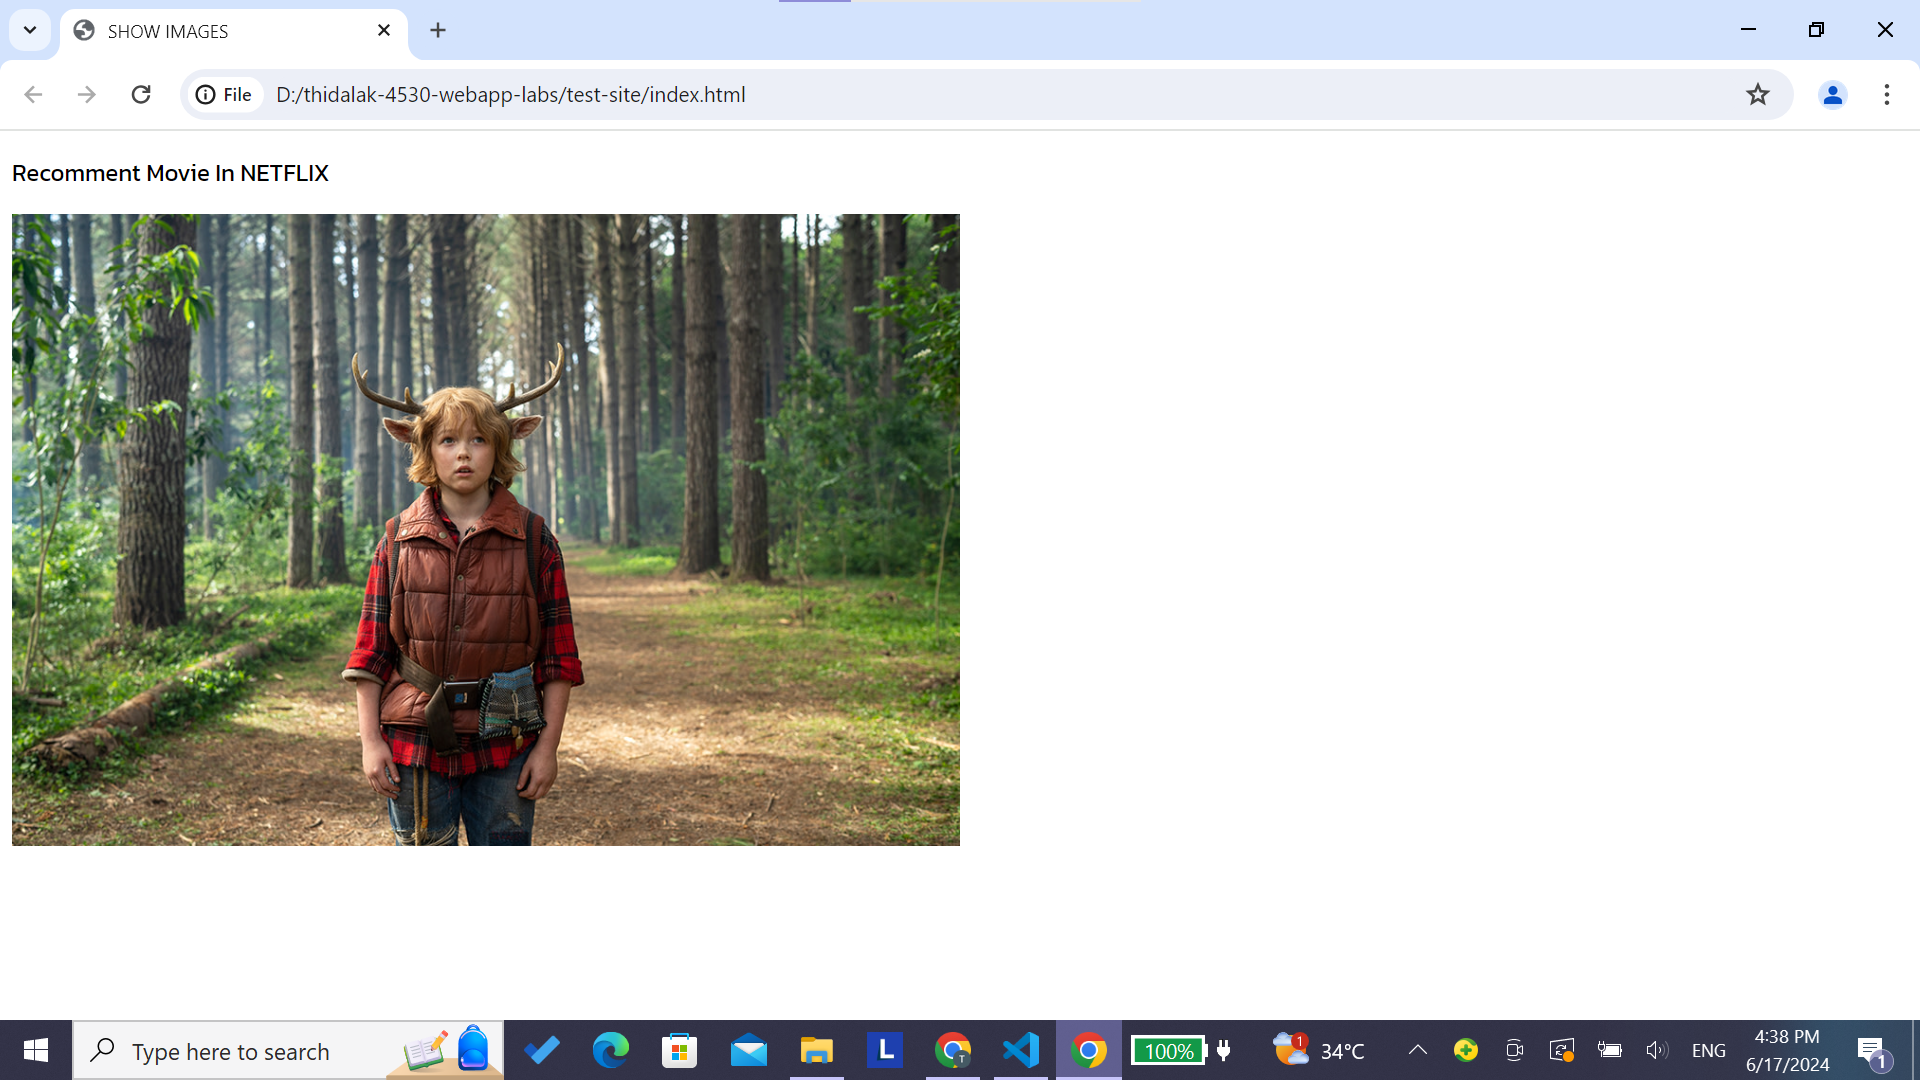 SHOW IMAGES
File
D:/thidalak-4530-webapp-labs/test-site/index.html
Recomment Movie In NETFLIX
Type here to search
L
T
100%
1
34°C
ENG
4:38 PM
6/17/2024
1